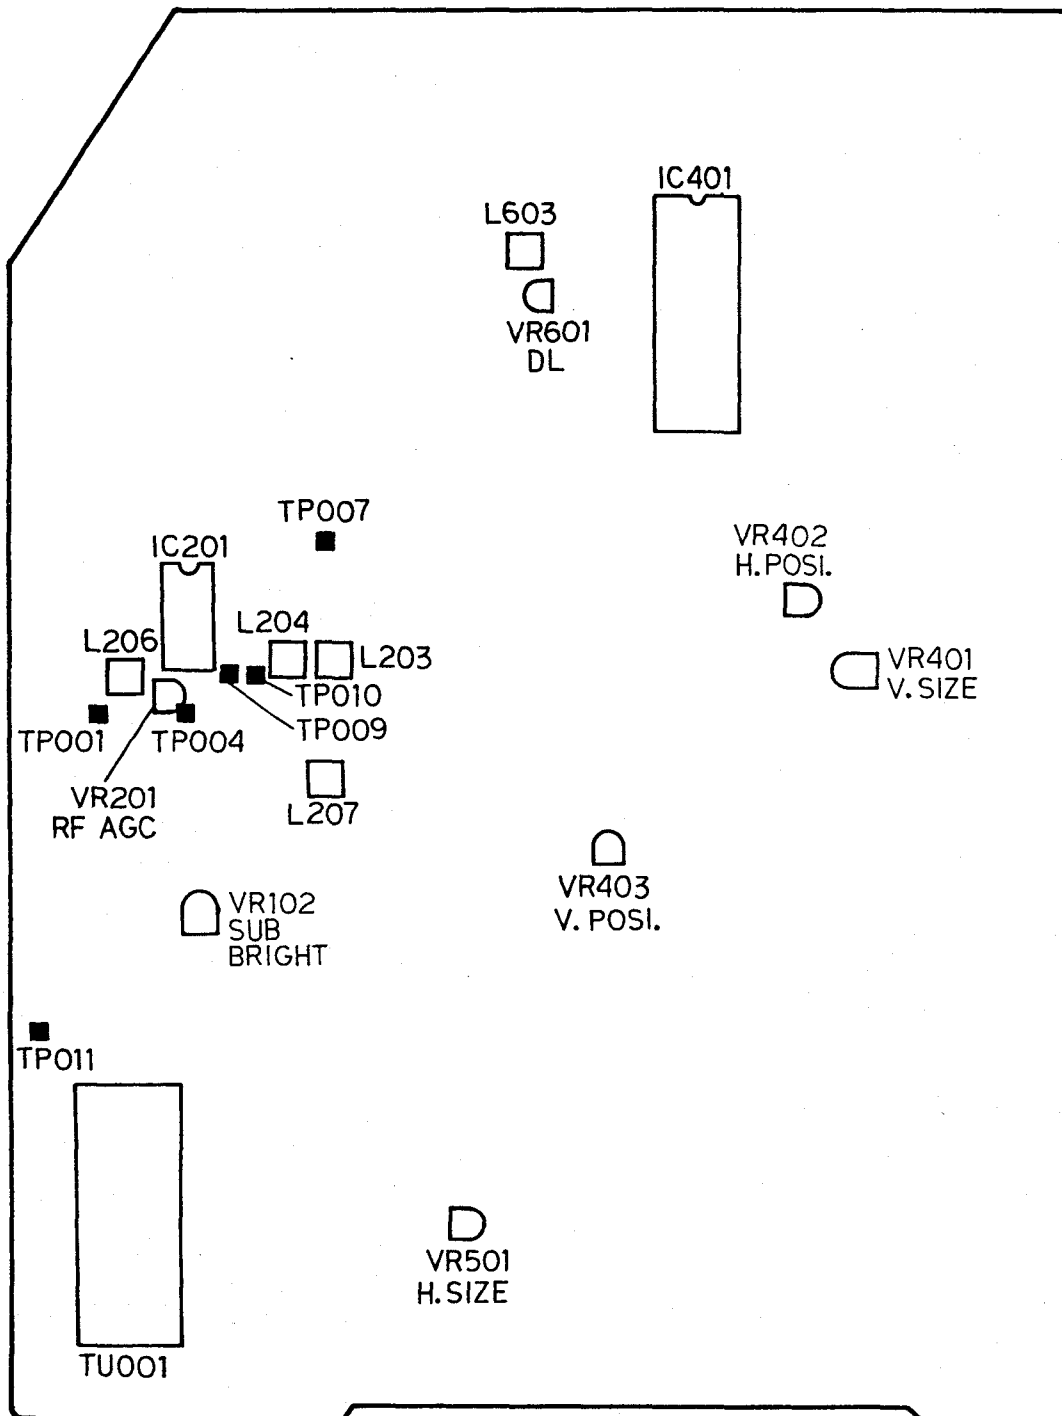 IC401
L603
VR601
DL
TP007
VR402
H.POSI.
IC201
L204
L206
L203
VR401
V.SIZE
TP010
TP009
TP001
TP004
VR201
RF AGC
L207
VR403
V. POSI.
VR102
SUB
BRIGHT
TP011
VR501
H.SIZE
TU001